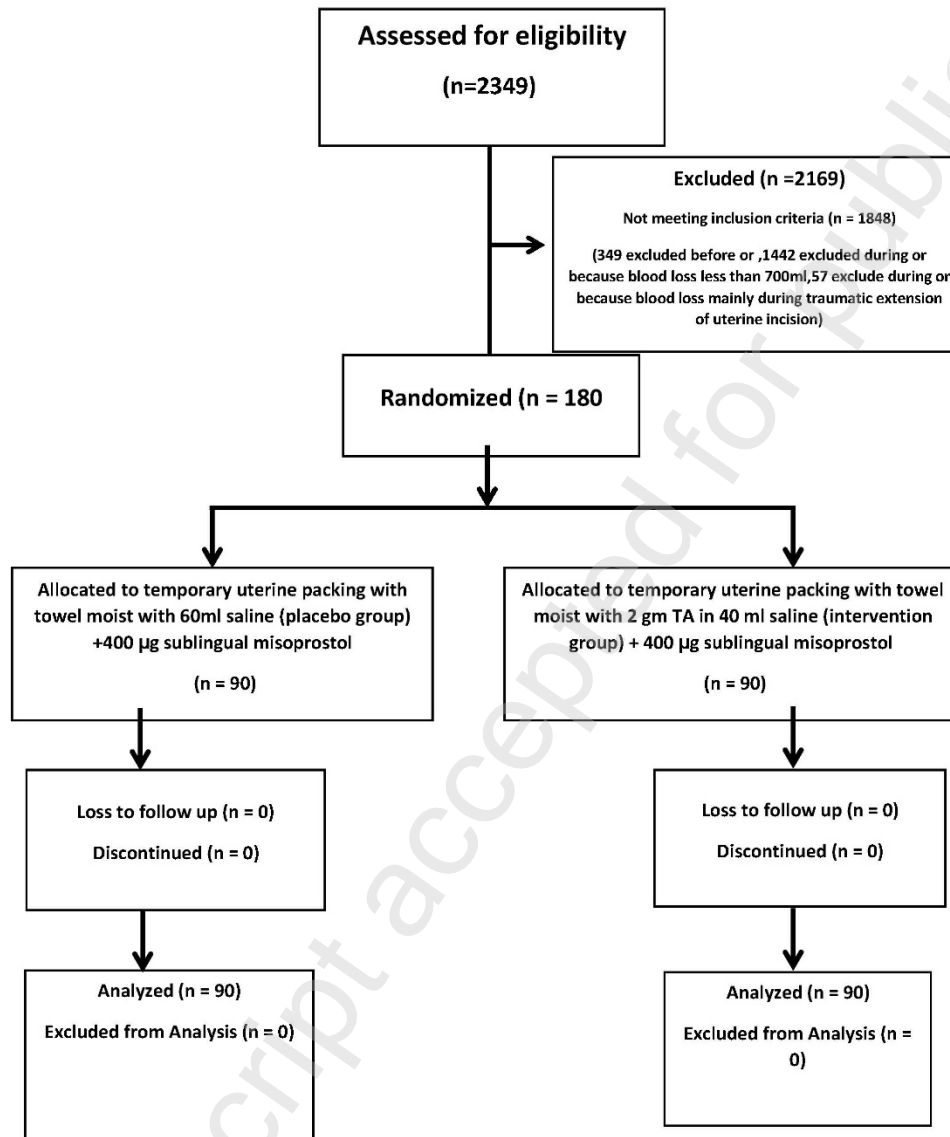 Assessed for eligibility
(n=2349)
Excluded (n =2169)
Not meeting inclusion criteria (n = 1848)
(349 excluded before or ,1442 excluded during or
because blood loss less than 700ml,57 exclude during or
because blood loss mainly during traumatic extension
of uterine incision)
Randomized (n = 180
Allocated to temporary uterine packing with
towel moist with 60ml saline (placebo group)
+400 µg sublingual misoprostol
(n = 90)
Allocated to temporary uterine packing with towel
moist with 2 gm TA in 40 ml saline (intervention
group) + 400 µg sublingual misoprostol
(n = 90)
Loss to follow up (n = 0)
Discontinued (n = 0)
Loss to follow up (n = 0)
Discontinued (n = 0)
Analyzed (n = 90)
Excluded from Analysis (n = 0)
Analyzed (n = 90)
Excluded from Analysis (n =
0)
cript accepted for public